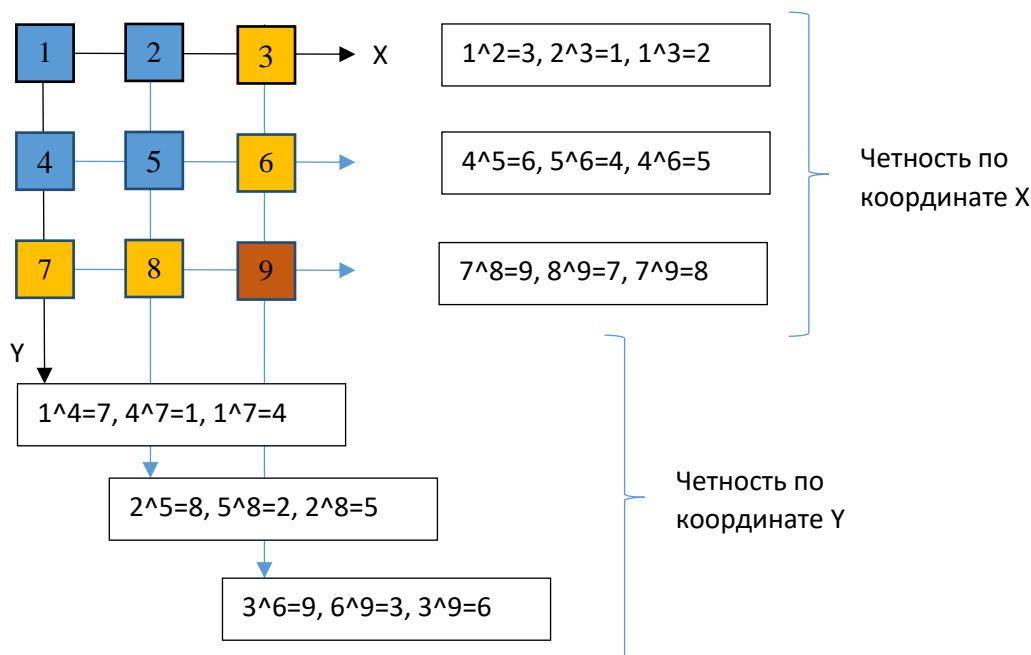 1 2 3 X 1^2=3, 2^3=1, 1^3=2
4 5 6 4^5=6, 5^6=4, 4^6=5
Четность по
координате X
7 8 9 7^8=9, 8^9=7, 7^9=8
Y
1^4=7, 4^7=1, 1^7=4
2^5=8, 5^8=2, 2^8=5
Четность по
координате Y
3^6=9, 6^9=3, 3^9=6